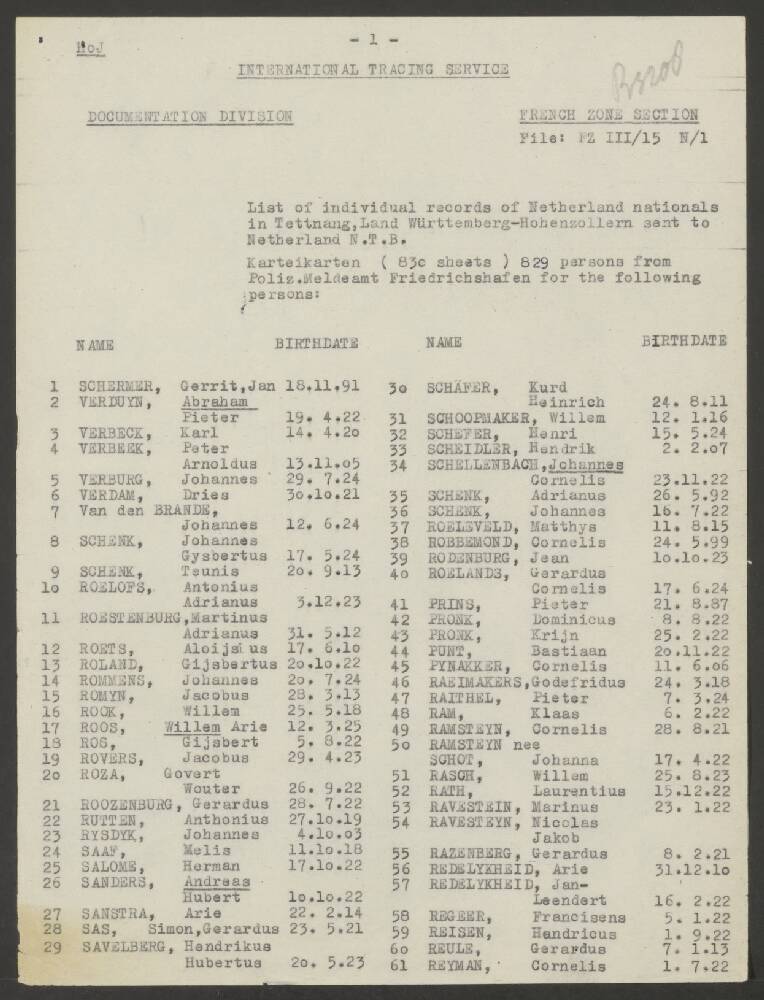 HoJ
- 1 -
INTERNATIONAL TRACING SERVICE
B3208
DOCUMENTATION DIVISION
FRENCH ZONE SECTION
File: FZ III/15 N/1
List of individual records of Netherland nationals
in Tettnang,Land Württemberg-Hohenzollern sent to
Netherland N.T.B.
Karteikarten ( 83o sheets ) 829 persons from
Poliz.Meldeamt Friedrichshafen for the following
persons:
NAME BIRTHDATE
1 SCHERMER, Gerrit,Jan 18.11.91
2 VERDUYN, Abraham
Pieter 19. 4.22
3 VERBECK, Karl 14. 4.2o
4 VERBEEK, Peter
Arnoldus 13.11.o5
5 VERBURG, Johannes 29. 7.24
6 VERDAM, Dries 3o.1o.21
7 Van den BRANDE,
Johannes 12. 6.24
8 SCHENK, Johannes
Gysbertus 17. 5.24
9 SCHENK, Teunis 2o. 9.13
1o ROELOFS, Antonius
Adrianus 3.12.23
11 ROESTENBURG,Martinus
Adrianus 31. 5.12
12 ROETS, Aloijsius 17. 6.1o
13 ROLAND, Gijsbertus 2o.1o.22
14 ROMMENS, Johannes 2o. 7.24
15 ROMYN, Jacobus 28. 3.13
16 ROOK, Willem 25. 5.18
17 ROOS, Willem Arie 12. 3.25
18 ROS, Gijsbert 5. 8.22
19 ROVERS, Jacobus 29. 4.23
2o ROZA, Govert
Wouter 26. 9.22
21 ROOZENBURG, Gerardus 28. 7.22
22 RUTTEN, Anthonius 27.1o.19
23 RYSDYK, Johannes 4.1o.o3
24 SAAF, Melis 11.1o.18
25 SALOME, Herman 17.1o.22
26 SANDERS, Andreas
Hubert 1o.1o.22
27 SANSTRA, Arie 22. 2.14
28 SAS, Simon,Gerardus 23. 5.21
29 SAVELBERG, Hendrikus
Hubertus 2o. 5.23
NAME BIRTHDATE
3o SCHÄFER, Kurd
Heinrich 24. 8.11
31 SCHOOPMAKER, Willem 12. 1.16
32 SCHEFER, Henri 15. 5.24
33 SCHEIDLER, Hendrik 2. 2.o7
34 SCHELLENBACH,Johannes
Cornelis 23.11.22
35 SCHENK, Adrianus 26. 5.92
36 SCHENK, Johannes 16. 7.22
37 ROELEVELD, Matthys 11. 8.15
38 ROBBEMOND, Cornelis 24. 5.99
39 RODENBURG, Jean 1o.1o.23
4o ROELANDS, Gerardus
Cornelis 17. 6.24
41 PRINS, Pieter 21. 8.87
42 PRONK, Dominicus 8. 8.22
43 PRONK, Krijn 25. 2.22
44 PUNT, Bastiaan 2o.11.22
45 PYNAKKER, Cornelis 11. 6.o6
46 RAEIMAKERS,Godefridus 24. 3.18
47 RAITHEL, Pieter 7. 3.24
48 RAM, Klaas 6. 2.22
49 RAMSTEYN, Cornelis 28. 8.21
5o RAMSTEYN nee
SCHOT, Johanna 17. 4.22
51 RASCH, Willem 25. 8.23
52 RATH, Laurentius 15.12.22
53 RAVESTEIN, Marinus 23. 1.22
54 RAVESTEYN, Nicolas
Jakob
55 RAZENBERG, Gerardus 8. 2.21
56 REDELYKHEID, Arie 31.12.1o
57 REDELYKHEID, Jan-
Leendert 16. 2.22
58 REGEER, Francisens 5. 1.22
59 REISEN, Handricus 1. 9.22
6o REULE, Gerardus 7. 1.13
61 REYMAN, Cornelis 1. 7.22